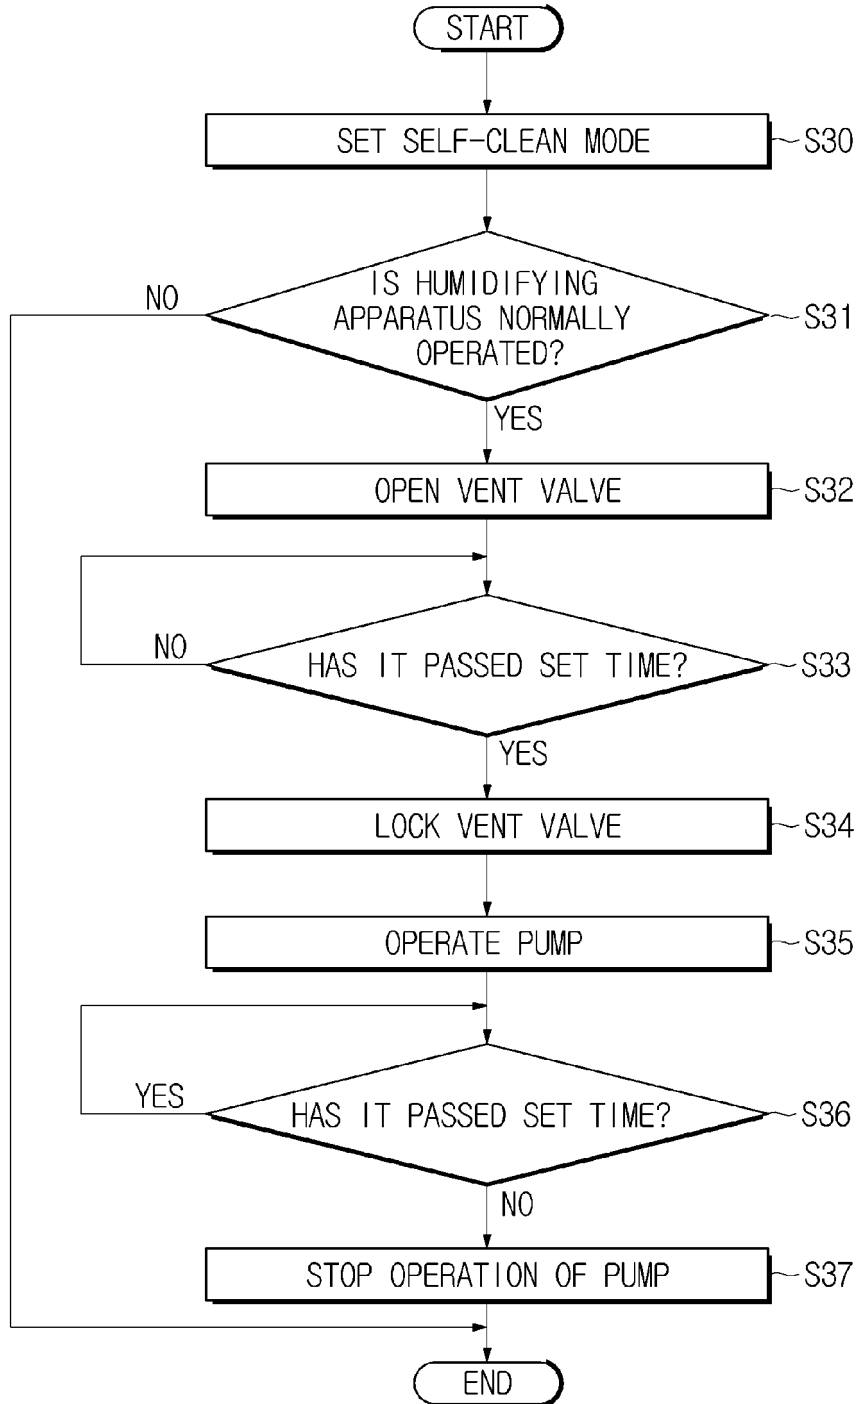 START
SET SELF-CLEAN MODE
S30
IS HUMIDIFYING
APPARATUS NORMALLY
OPERATED?
NO
S31
YES
OPEN VENT VALVE
S32
HAS IT PASSED SET TIME?
NO
S33
YES
LOCK VENT VALVE
S34
OPERATE PUMP
S35
HAS IT PASSED SET TIME?
YES
S36
NO
STOP OPERATION OF PUMP
S37
END